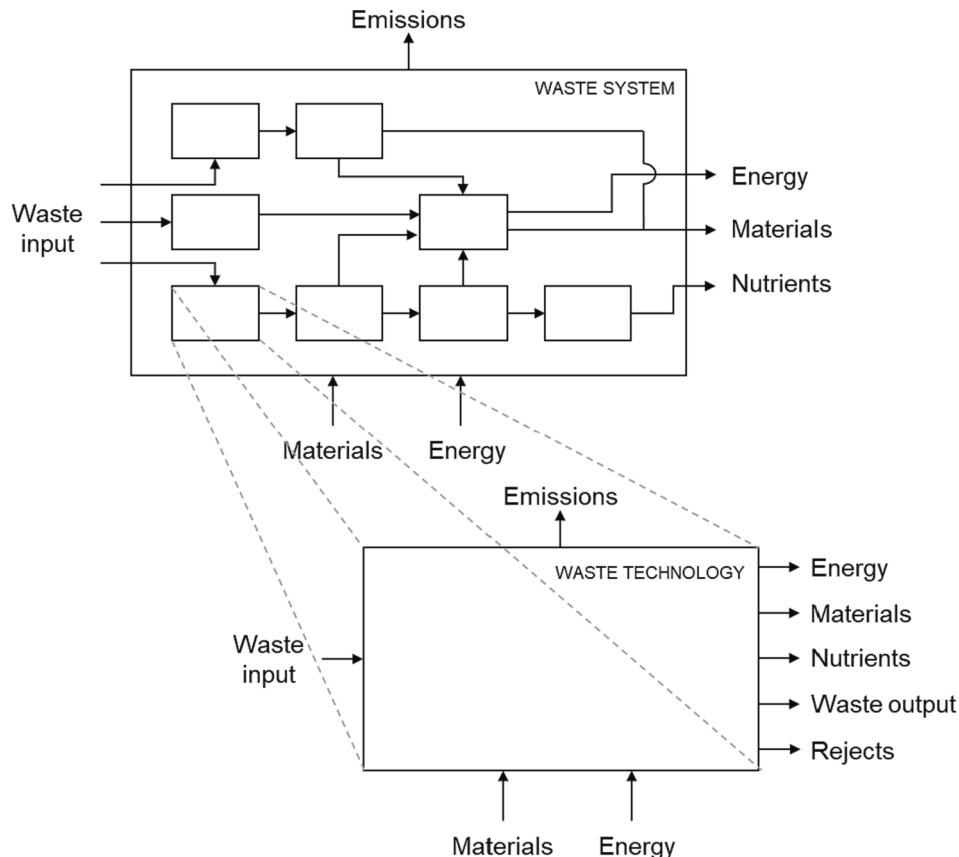 Emissions
WASTE SYSTEM
Waste
input
Energy
Materials
Nutrients
Materials
Energy
Emissions
WASTE TECHNOLOGY
Waste
input
Energy
Materials
Nutrients
Waste output
Rejects
Materials
Energy